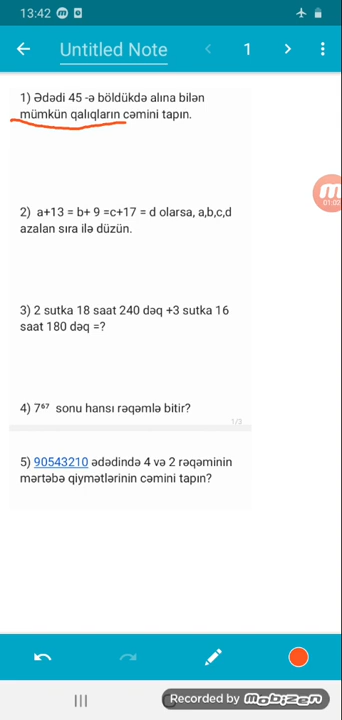 13:42
Untitled Note
1
1) Ədədi 45 -ə böldükdə alına bilən
mümkün qalıqların cəmini tapın.
01:02
2) a+13 = b+ 9 =c+17 = d olarsa, a,b,c,d
azalan sıra ilə düzün.
3) 2 sutka 18 saat 240 dəq +3 sutka 16
saat 180 dəq =?
4) 7⁶⁷ sonu hansı rəqəmlə bitir?
1/3
5) 90543210 ədədində 4 və 2 rəqəminin
mərtəbə qiymətlərinin cəmini tapın?
Recorded by mobizen